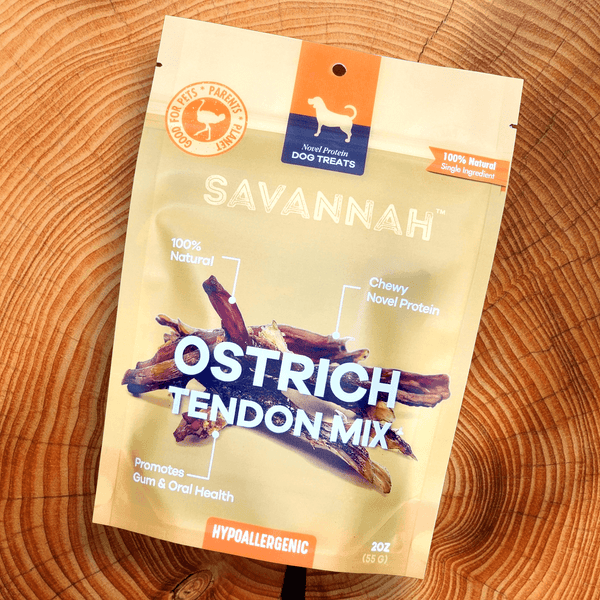 GOOD FOR PETS • PARENTS • PLANET
Novel Protein
DOG TREATS
100% Natural
Single Ingredient
SAVANNAH™
100%
Natural
Chewy
Novel Protein
OSTRICH
TENDON MIX
Promotes
Gum & Oral Health
HYPOALLERGENIC
2OZ
(55 G)